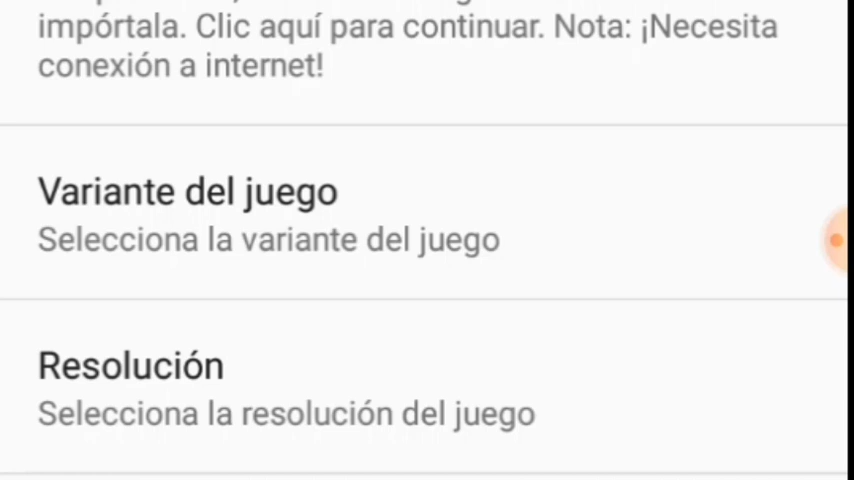 impórtala. Clic aquí para continuar. Nota: ¡Necesita
conexión a internet!
Variante del juego
Selecciona la variante del juego
Resolución
Selecciona la resolución del juego